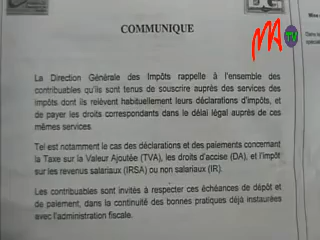 COMMUNIQUE
MA
TV
La Direction Générale des Impôts rappelle à l'ensemble des
contribuables qu'ils sont tenus de souscrire auprès des services des
impôts dont ils relèvent habituellement leurs déclarations d'impôts, et
de payer les droits correspondants dans le délai légal auprès de ces
mêmes services.
Tel est notamment le cas des déclarations et des paiements concernant
la Taxe sur la Valeur Ajoutée (TVA), les droits d'accise (DA), et l'impôt
sur les revenus salariaux (IRSA) ou non salariaux (IR).
Les contribuables sont invités à respecter ces échéances de dépôt et
de paiement, dans la continuité des bonnes pratiques déjà instaurées
avec l'administration fiscale.